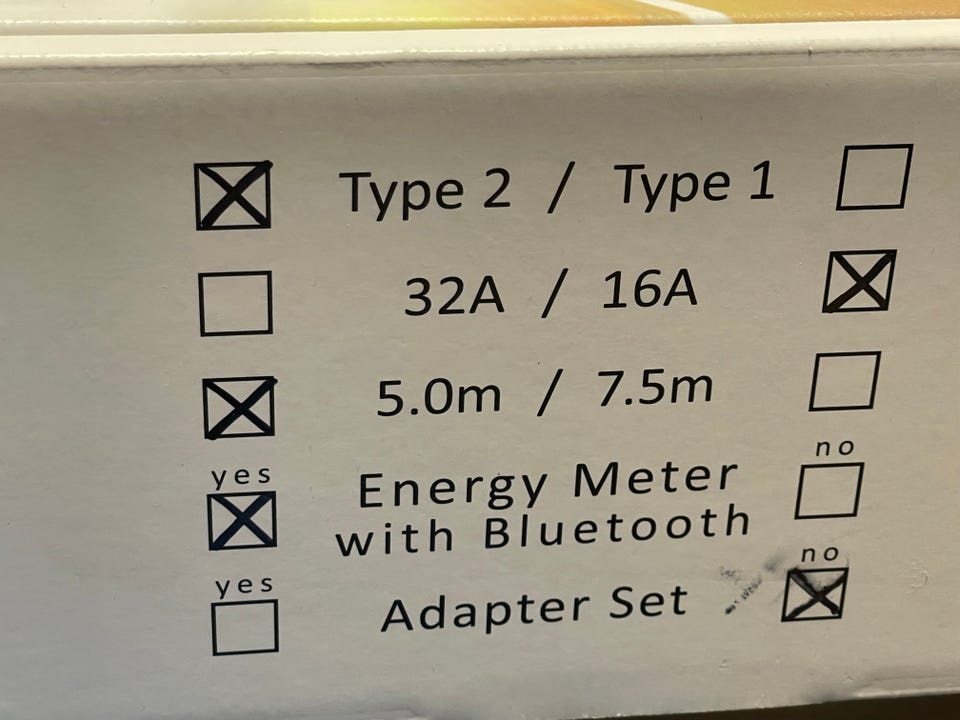 Type 2 / Type 1
32A / 16A
5.0m / 7.5m
yes no
Energy Meter
with Bluetooth
yes no
Adapter Set